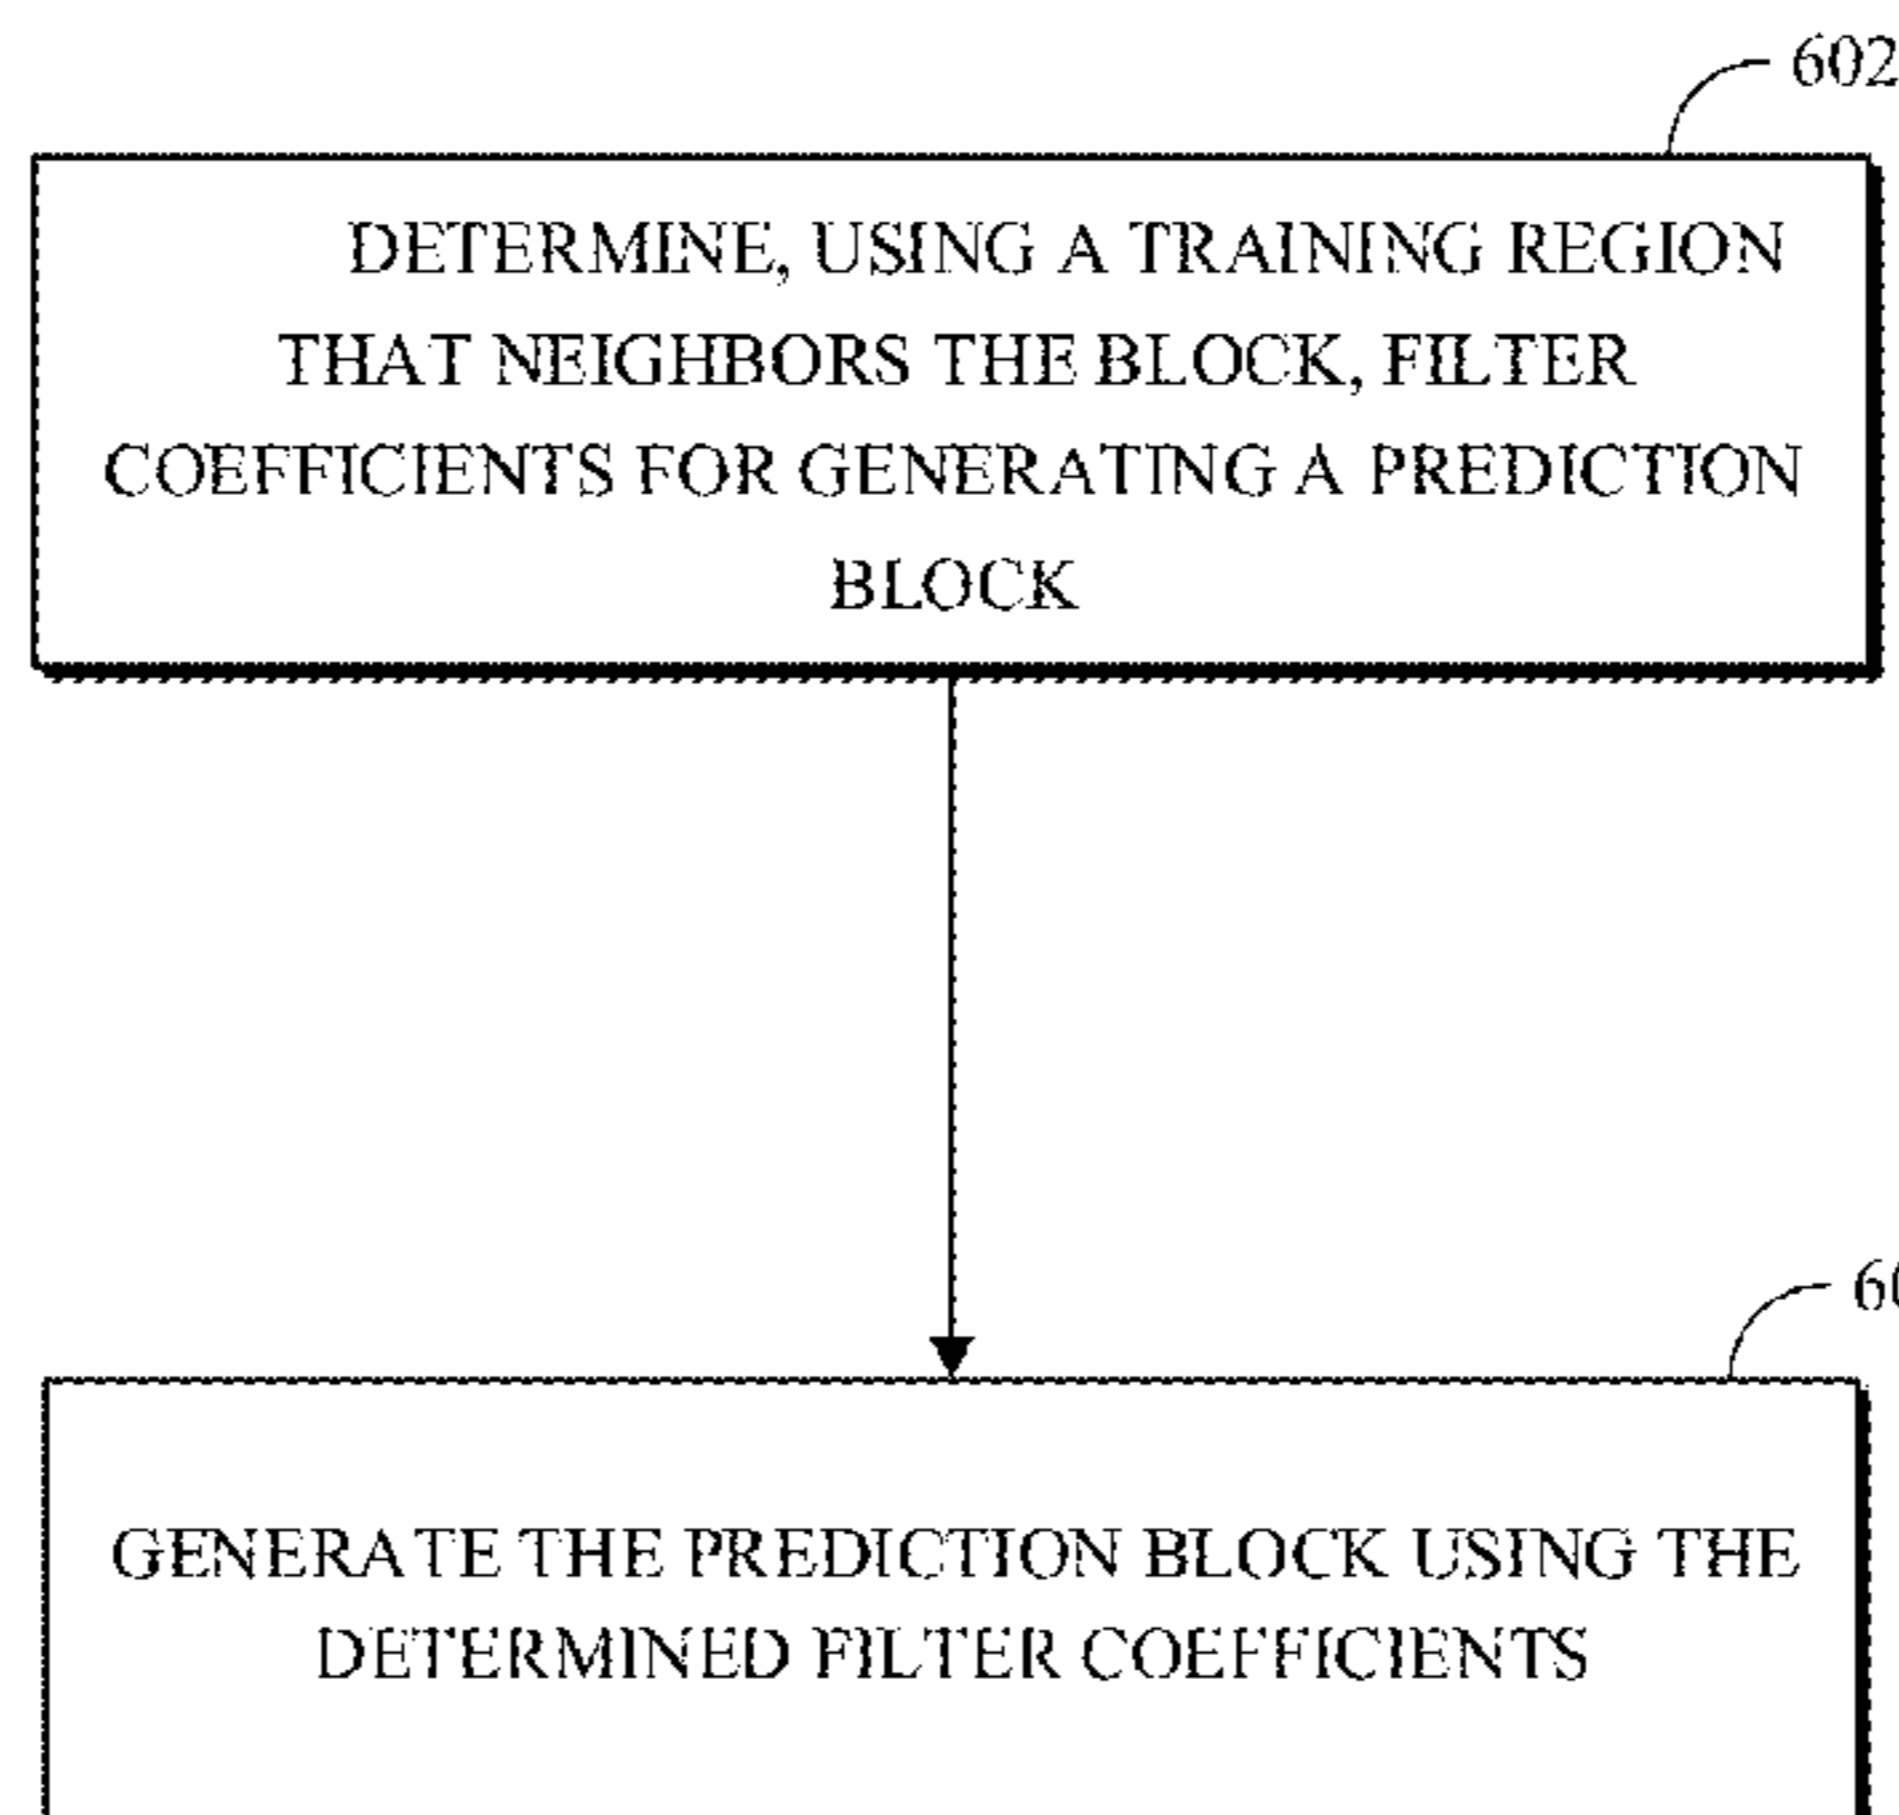 602
DETERMINE, USING A TRAINING REGION
THAT NEIGHBORS THE BLOCK, FILTER
COEFFICIENTS FOR GENERATING A PREDICTION
BLOCK
GENERATE THE PREDICTION BLOCK USING THE
DETERMINED FILTER COEFFICIENTS